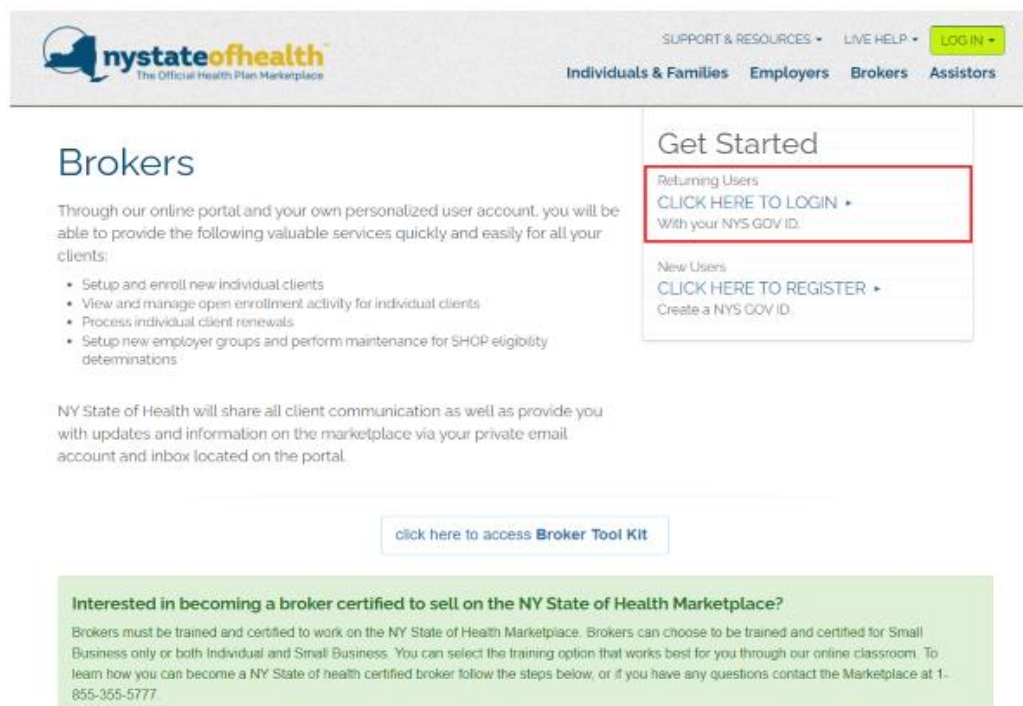 nystateofhealth
The Official Health Plan Marketplace
SUPPORT & RESOURCES LIVE HELP LOG IN
Individuals & Families Employers Brokers Assistors
Brokers
Through our online portal and your own personalized user account, you will be
able to provide the following valuable services quickly and easily for all your
clients:
• Setup and enroll new individual clients
• View and manage open enrollment activity for individual clients
• Process individual client renewals
• Setup new employer groups and perform maintenance for SHOP eligibility
determinations
NY State of Health will share all client communication as well as provide you
with updates and information on the marketplace via your private email
account and inbox located on the portal.
Get Started
Returning Users
CLICK HERE TO LOGIN
With your NYS GOV ID.
New Users
CLICK HERE TO REGISTER
Create a NYS GOV ID.
click here to access Broker Tool Kit
Interested in becoming a broker certified to sell on the NY State of Health Marketplace?
Brokers must be trained and certified to work on the NY State of Health Marketplace. Brokers can choose to be trained and certified for Small
Business only or both Individual and Small Business. You can select the training option that works best for you through our online classroom. To
learn how you can become a NY State of health certified broker follow the steps below, or if you have any questions contact the Marketplace at 1-
855-355-5777.